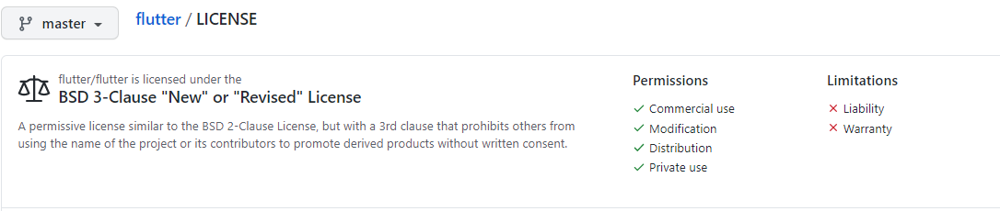 master
flutter / LICENSE
flutter/flutter is licensed under the
BSD 3-Clause "New" or "Revised" License
A permissive license similar to the BSD 2-Clause License, but with a 3rd clause that prohibits others from
using the name of the project or its contributors to promote derived products without written consent.
Permissions
Commercial use
Modification
Distribution
Private use
Limitations
Liability
Warranty